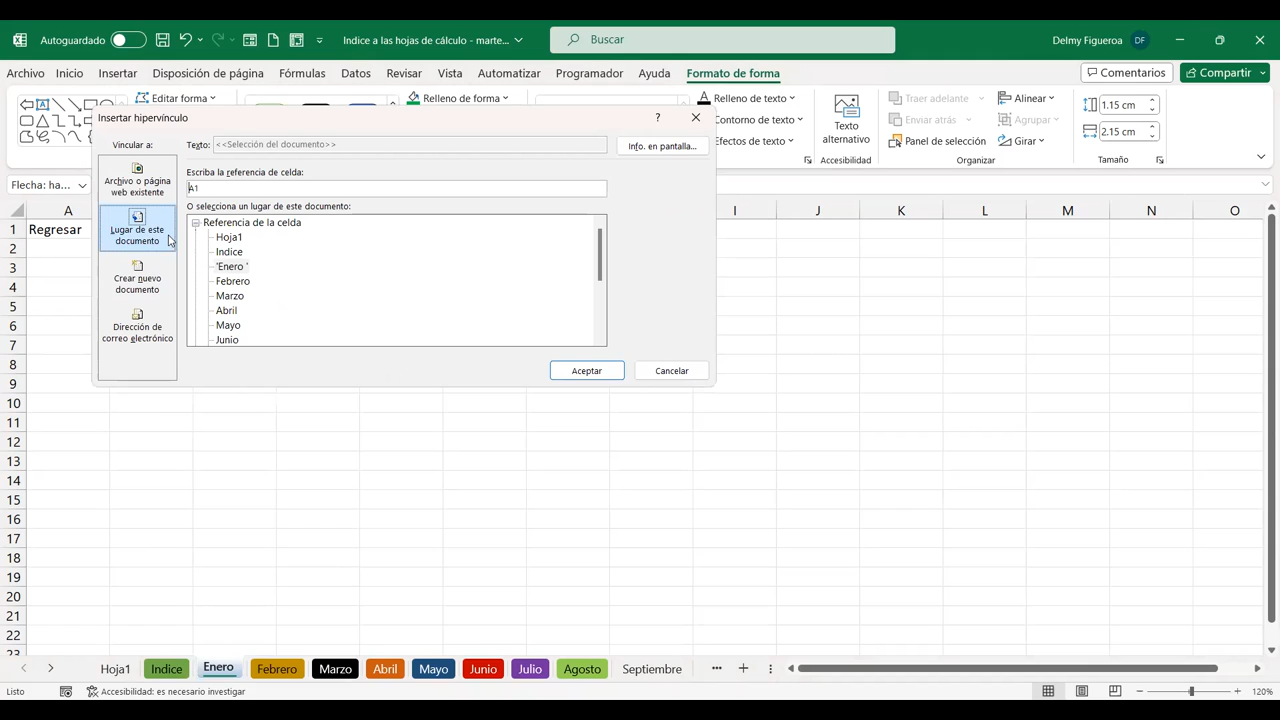 Autoguardado
Indice a las hojas de cálculo - marte...
Buscar
Delmy Figueroa
DF
Archivo Inicio Insertar Disposición de página Fórmulas Datos Revisar Vista Automatizar Programador Ayuda Formato de forma
Comentarios
Compartir
Editar forma
Relleno de forma
Relleno de texto
Contorno de texto
Efectos de texto
Texto
alternativo
Accesibilidad
Traer adelante
Enviar atrás
Panel de selección
Alinear
Agrupar
Girar
Organizar
1.15 cm
2.15 cm
Tamaño
Flecha: ha...
Insertar hipervínculo
?
Vincular a:
Texto: <<Selección del documento>>
Info. en pantalla...
Archivo o página
web existente
Lugar de este
documento
Crear nuevo
documento
Dirección de
correo electrónico
Escriba la referencia de celda:
A1
O selecciona un lugar de este documento:
Referencia de la celda
Hoja1
Indice
'Enero '
Febrero
Marzo
Abril
Mayo
Junio
Aceptar
Cancelar
A I J K L M N O
1 Regresar
2
3
4
5
6
7
8
9
10
11
12
13
14
15
16
17
18
19
20
21
22
Hoja1 Indice Enero Febrero Marzo Abril Mayo Junio Julio Agosto Septiembre
Listo
Accesibilidad: es necesario investigar
120%